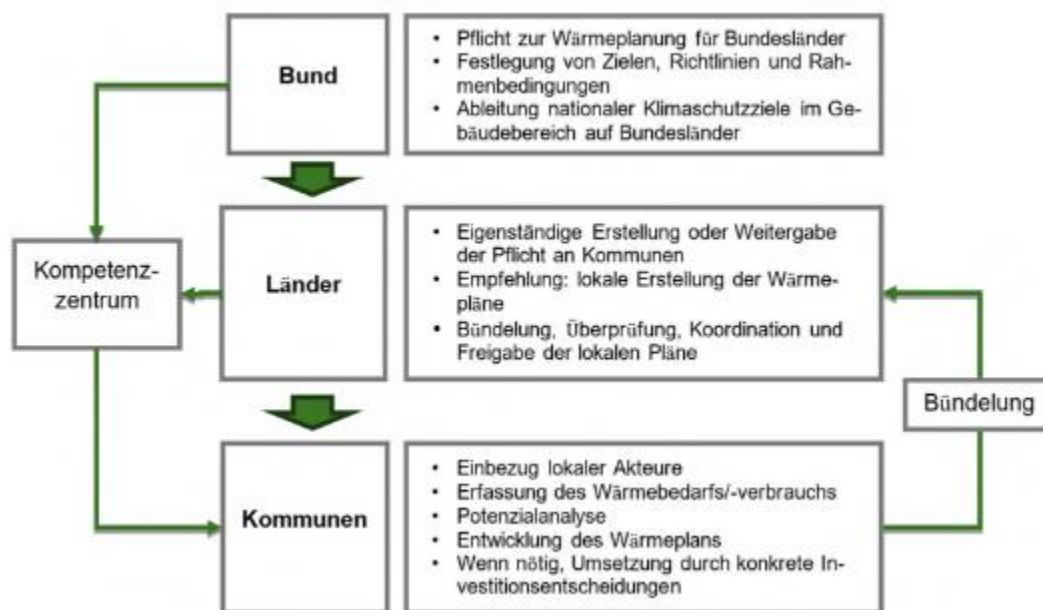 Bund
• Pflicht zur Wärmeplanung für Bundesländer
• Festlegung von Zielen, Richtlinien und Rah-
menbedingungen
• Ableitung nationaler Klimaschutzziele im Ge-
bäudebereich auf Bundesländer
Kompetenz-
zentrum
Länder
• Eigenständige Erstellung oder Weitergabe
der Pflicht an Kommunen
• Empfehlung: lokale Erstellung der Wärme-
pläne
• Bündelung, Überprüfung, Koordination und
Freigabe der lokalen Pläne
Bündelung
Kommunen
• Einbezug lokaler Akteure
• Erfassung des Wärmebedarfs/-verbrauchs
• Potenzialanalyse
• Entwicklung des Wärmeplans
• Wenn nötig, Umsetzung durch konkrete In-
vestitionsentscheidungen